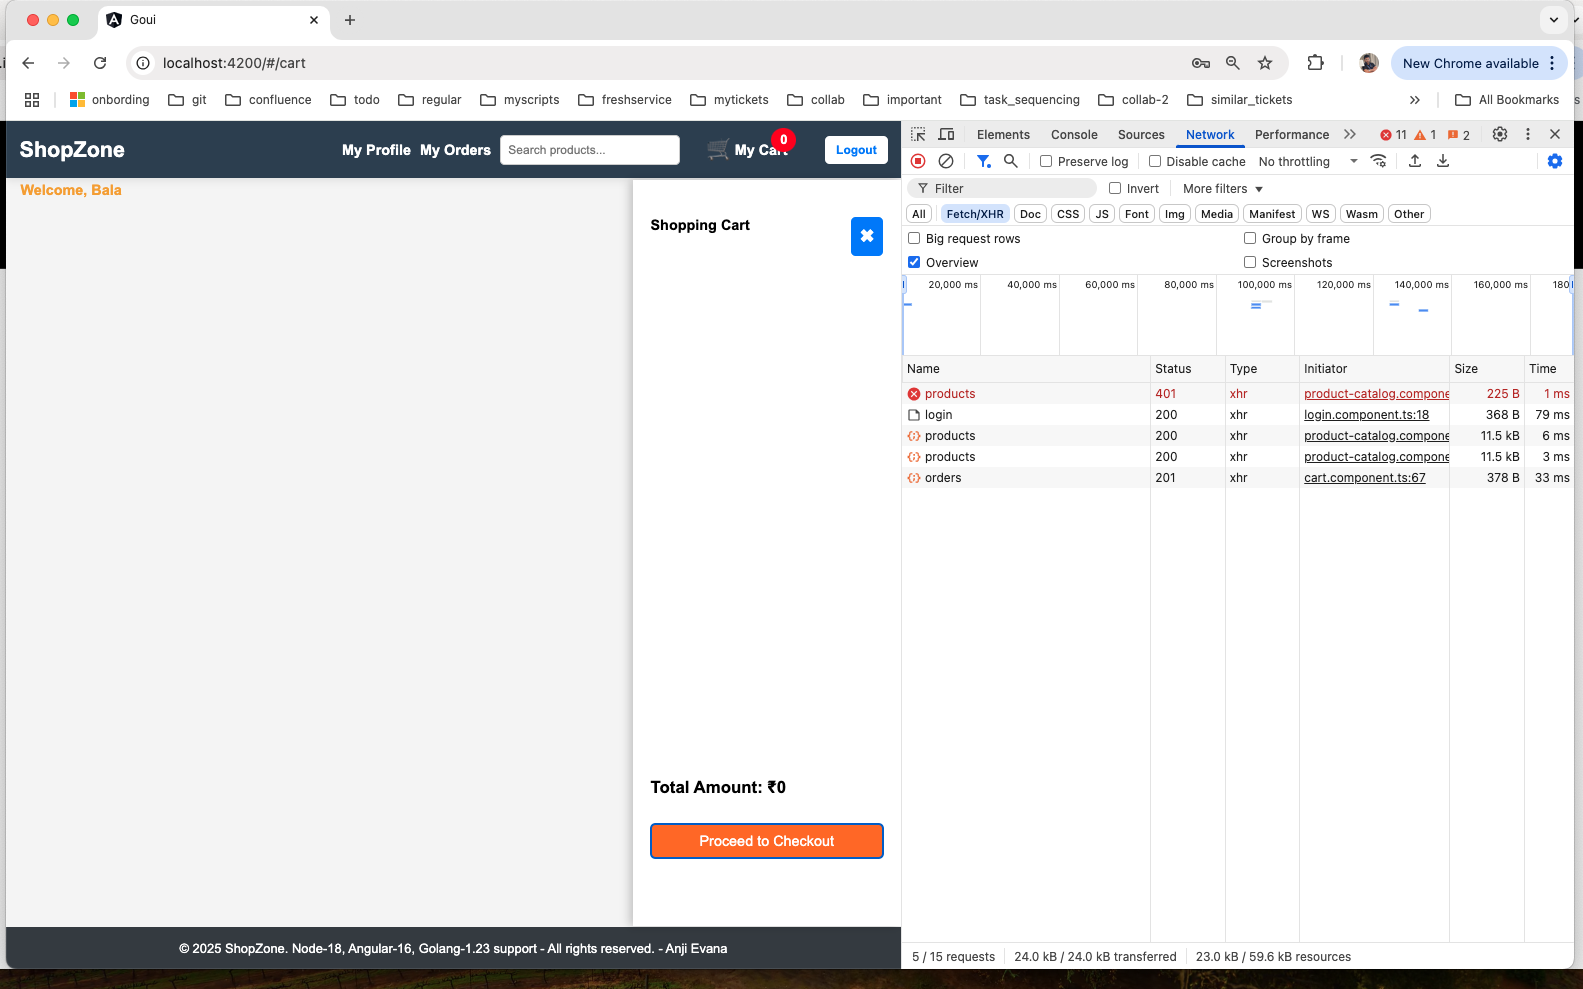 Goui
localhost:4200/#/cart
New Chrome available
onbording git confluence todo regular myscripts freshservice mytickets collab important task_sequencing collab-2 similar_tickets All Bookmarks
ShopZone My Profile My Orders Search products... My Cart 0 Logout
Welcome, Bala
Shopping Cart
Total Amount: ₹0
Proceed to Checkout
© 2025 ShopZone. Node-18, Angular-16, Golang-1.23 support - All rights reserved. - Anji Evana
Elements Console Sources Network Performance 11 1 2
Preserve log Disable cache No throttling
Filter Invert More filters
All Fetch/XHR Doc CSS JS Font Img Media Manifest WS Wasm Other
Big request rows Group by frame
Overview Screenshots
20,000 ms 40,000 ms 60,000 ms 80,000 ms 100,000 ms 120,000 ms 140,000 ms 160,000 ms 180
Name Status Type Initiator Size Time
products 401 xhr product-catalog.compone 225 B 1 ms
login 200 xhr login.component.ts:18 368 B 79 ms
products 200 xhr product-catalog.compone 11.5 kB 6 ms
products 200 xhr product-catalog.compone 11.5 kB 3 ms
orders 201 xhr cart.component.ts:67 378 B 33 ms
5 / 15 requests 24.0 kB / 24.0 kB transferred 23.0 kB / 59.6 kB resources